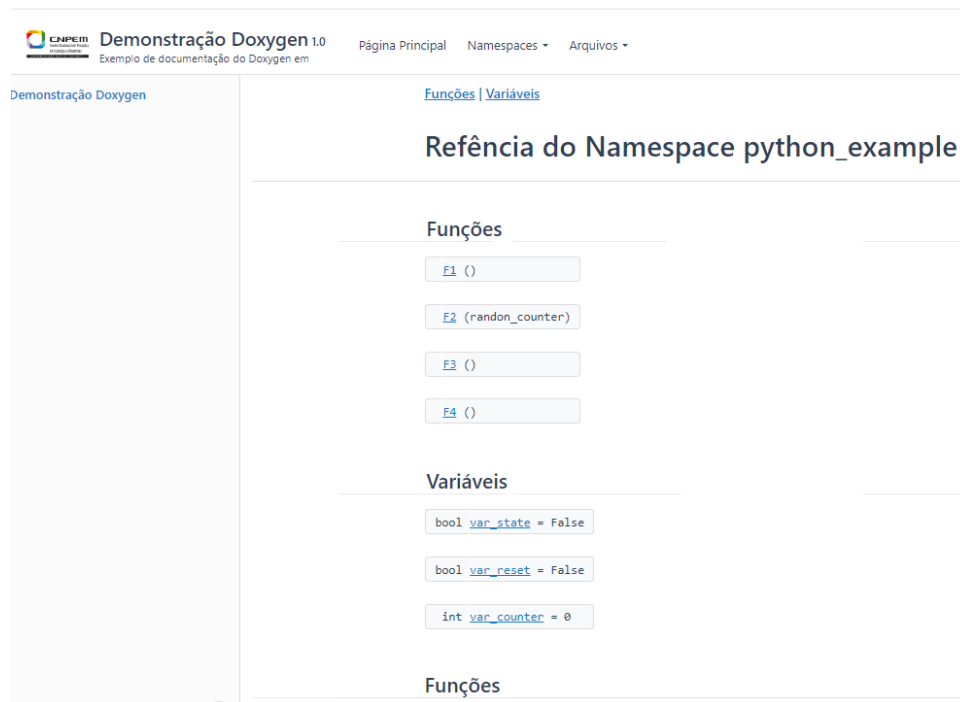 CNPEM
Demonstração Doxygen 1.0
Exemplo de documentação do Doxygen em
Página Principal
Namespaces
Arquivos
Demonstração Doxygen
Funções | Variáveis
Refência do Namespace python_example
Funções
F1 ()
F2 (randon_counter)
F3 ()
F4 ()
Variáveis
bool var_state = False
bool var_reset = False
int var_counter = 0
Funções